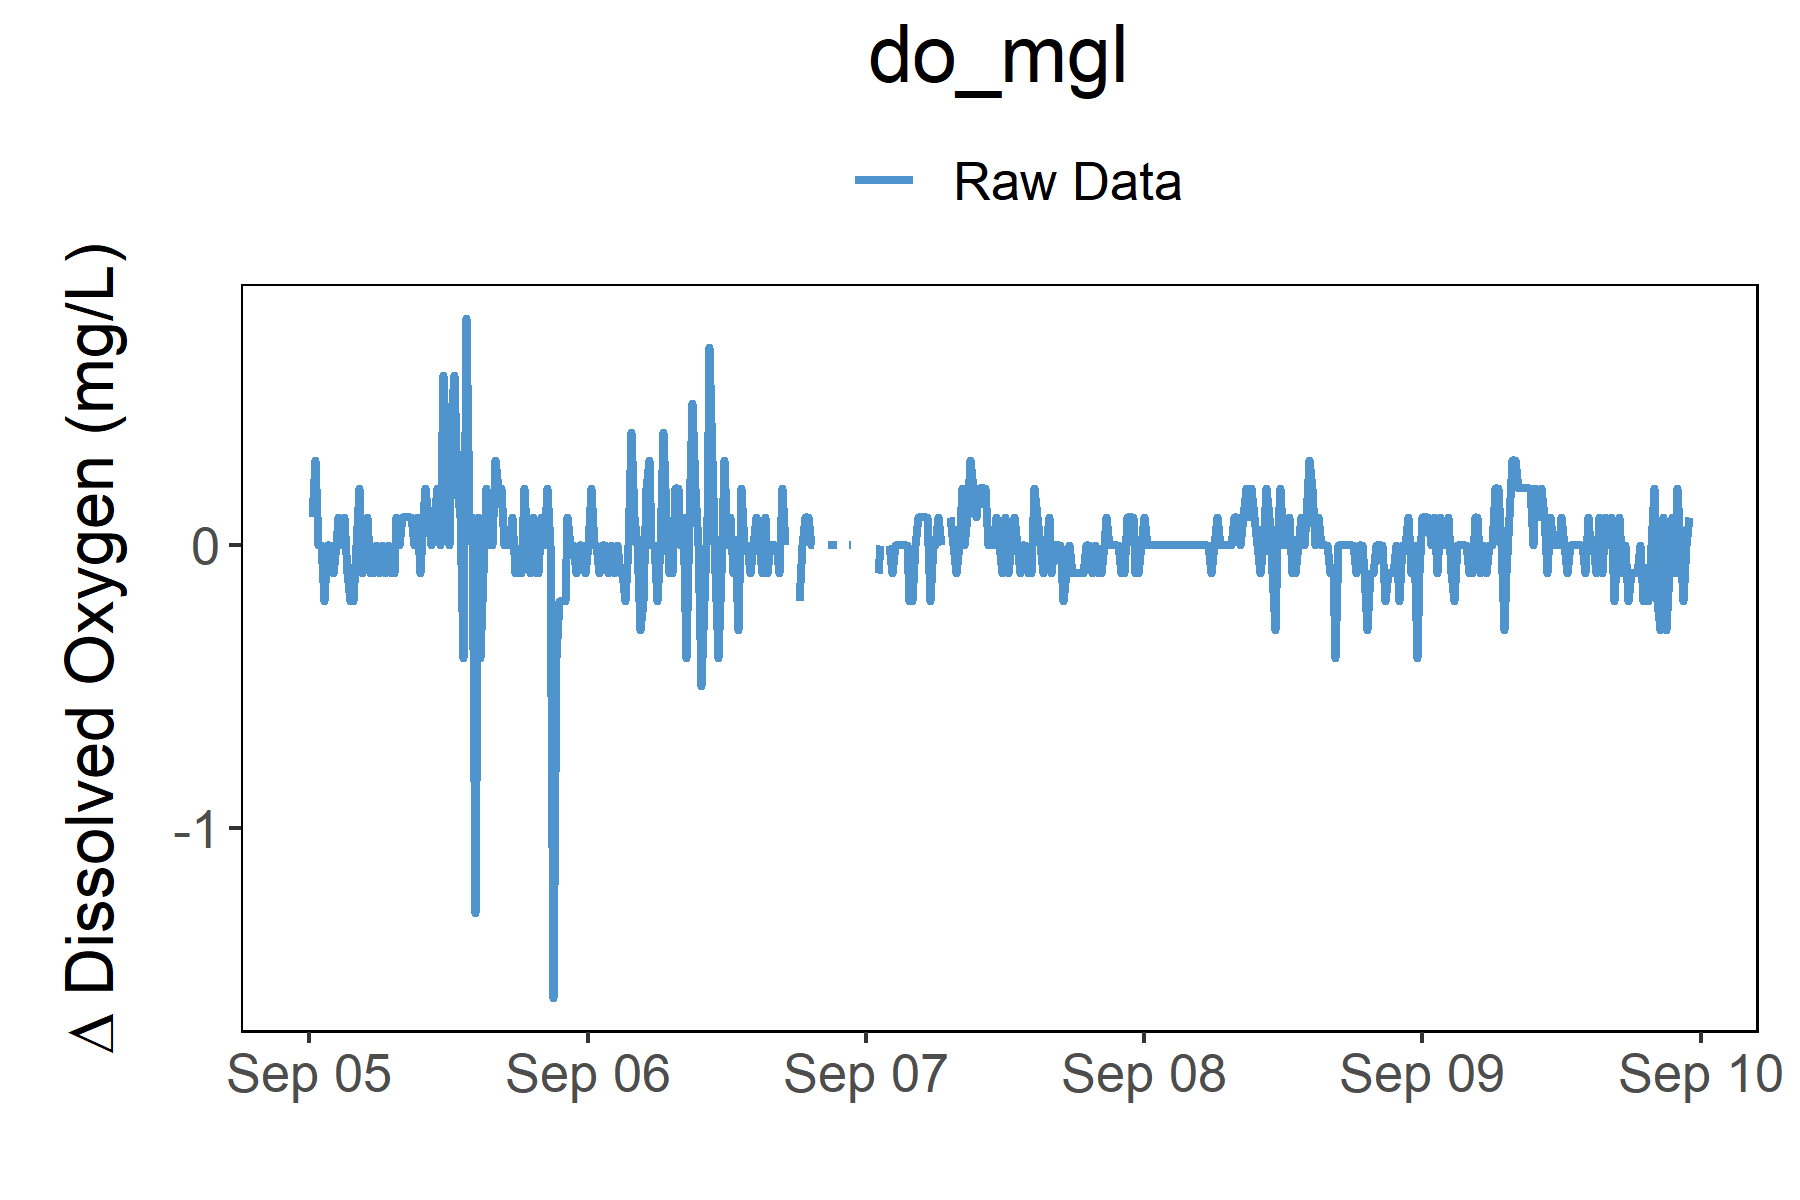 do_mgl
Raw Data
Δ Dissolved Oxygen (mg/L)
0
-1
Sep 05 Sep 06 Sep 07 Sep 08 Sep 09 Sep 10